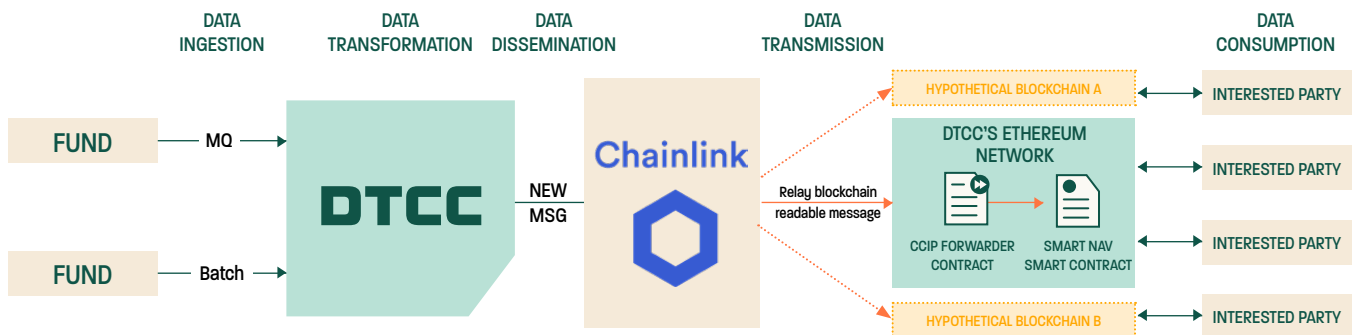 DATA
INGESTION
DATA
TRANSFORMATION
DATA
DISSEMINATION
DATA
TRANSMISSION
DATA
CONSUMPTION
FUND
MQ
FUND
Batch
DTCC
NEW
MSG
Chainlink
Relay blockchain
readable message
HYPOTHETICAL BLOCKCHAIN A
DTCC'S ETHEREUM
NETWORK
CCIP FORWARDER
CONTRACT
SMART NAV
SMART CONTRACT
HYPOTHETICAL BLOCKCHAIN B
INTERESTED PARTY
INTERESTED PARTY
INTERESTED PARTY
INTERESTED PARTY